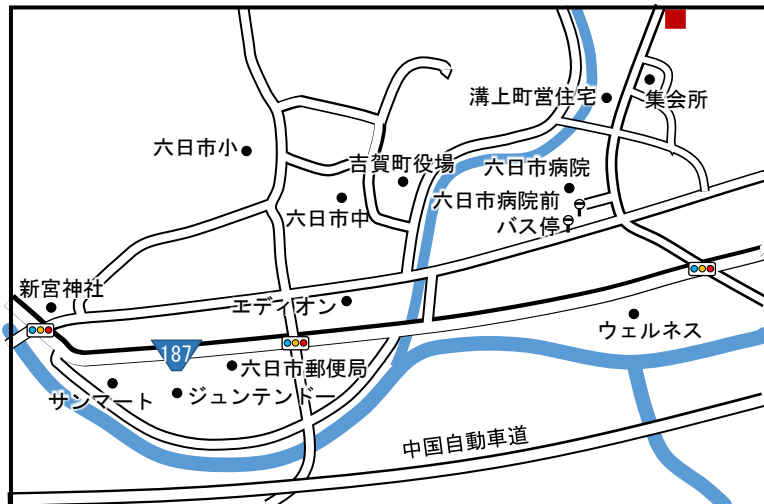 溝上町営住宅
集会所
六日市小
吉賀町役場
六日市病院
六日市中
六日市病院前
バス停
新宮神社
エディオン
ウェルネス
187
六日市郵便局
サンマート
ジュンテンドー
中国自動車道